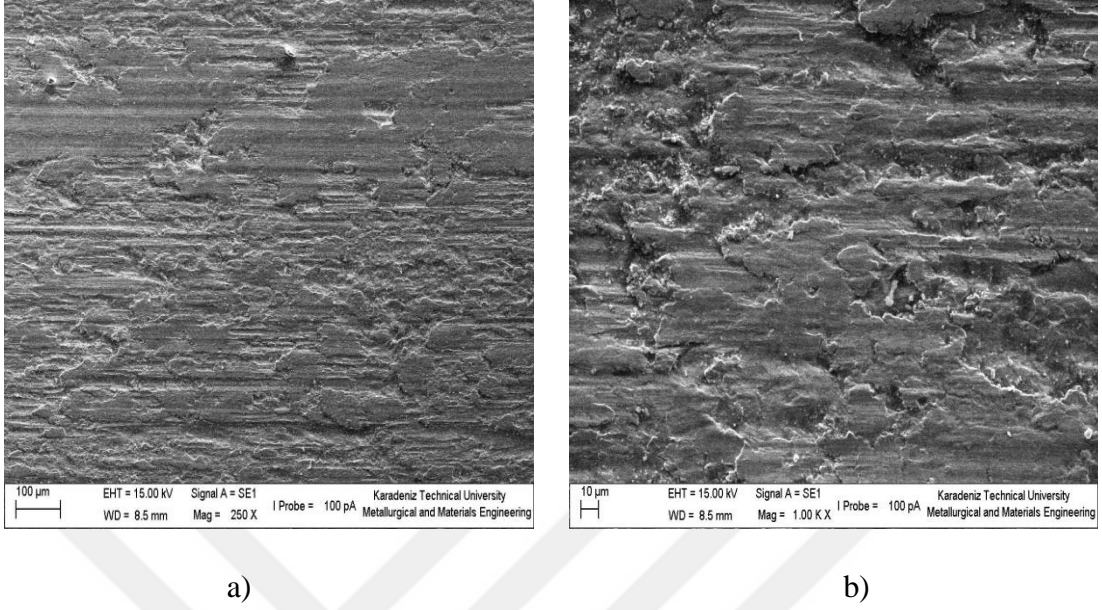 100 µm
EHT = 15.00 kV
Signal A = SE1
WD = 8.5 mm
Mag = 250 X
I Probe = 100 pA
Karadeniz Technical University
Metallurgical and Materials Engineering
10 µm
EHT = 15.00 kV
Signal A = SE1
WD = 8.5 mm
Mag = 1.00 K X
I Probe = 100 pA
Karadeniz Technical University
Metallurgical and Materials Engineering
a)
b)